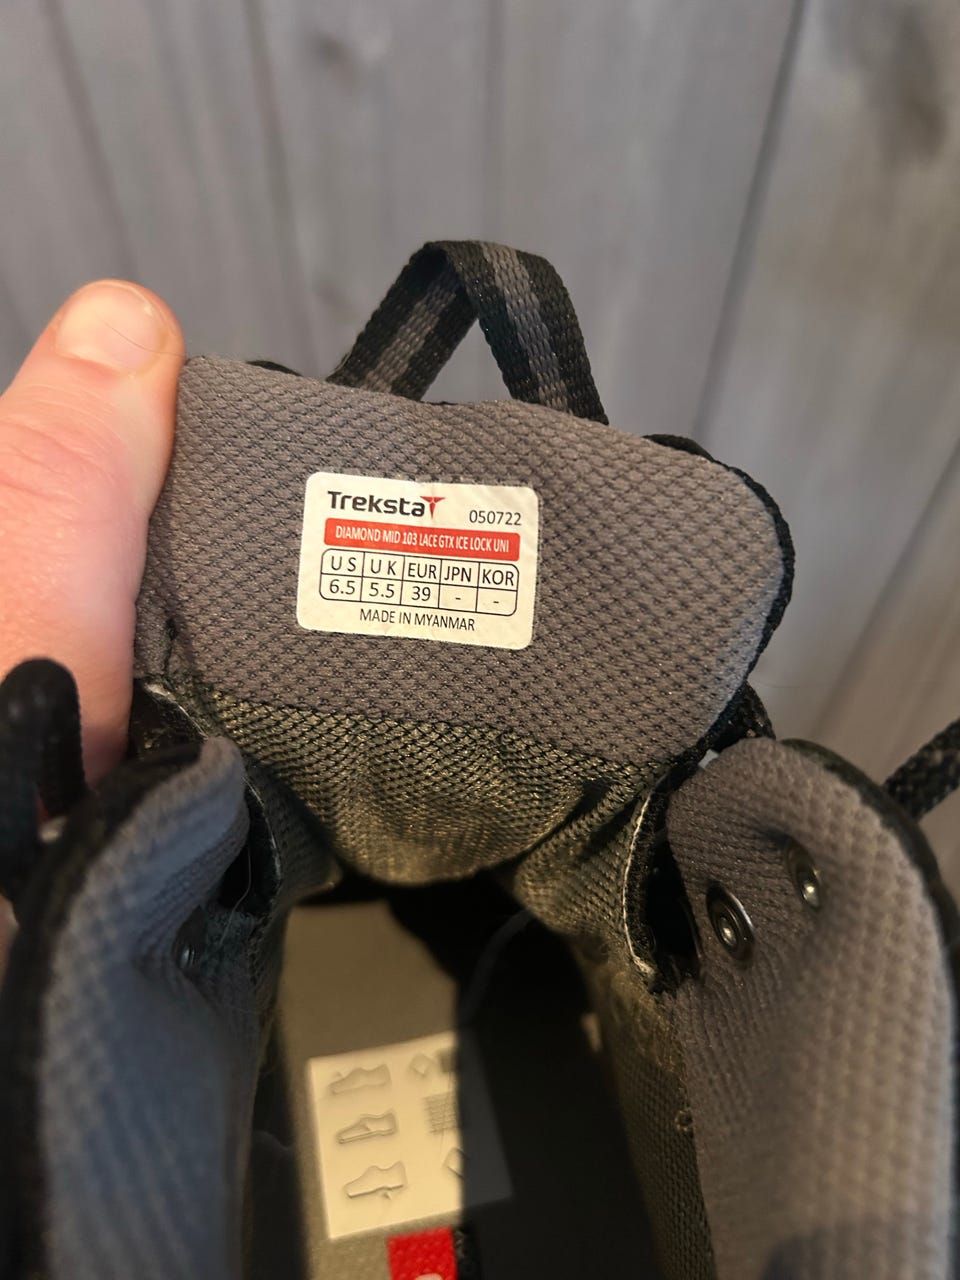 Treksta
050722
DIAMOND MID 103 LACE GTX ICE LOCK UNI
US UK EUR JPN KOR
6.5 5.5 39 - -
MADE IN MYANMAR